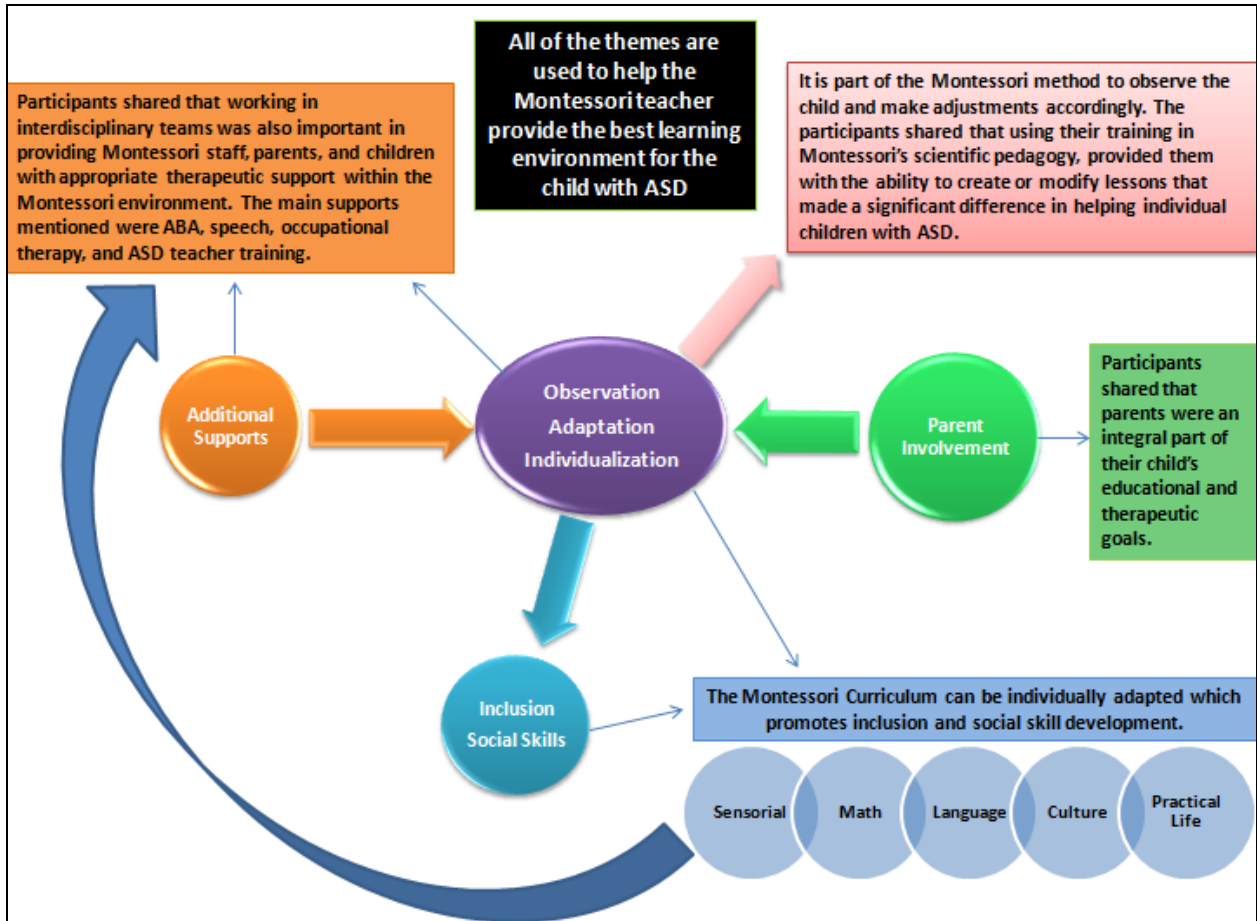 All of the themes are
used to help the
Montessori teacher
provide the best learning
environment for the
child with ASD
Participants shared that working in
interdisciplinary teams was also important in
providing Montessori staff, parents, and children
with appropriate therapeutic support within the
Montessori environment. The main supports
mentioned were ABA, speech, occupational
therapy, and ASD teacher training.
It is part of the Montessori method to observe the
child and make adjustments accordingly. The
participants shared that using their training in
Montessori's scientific pedagogy, provided them
with the ability to create or modify lessons that
made a significant difference in helping individual
children with ASD.
Additional
Supports
Observation
Adaptation
Individualization
Parent
Involvement
Participants
shared that
parents were an
integral part of
their child's
educational and
therapeutic
goals.
Inclusion
Social Skills
The Montessori Curriculum can be individually adapted which
promotes inclusion and social skill development.
Sensorial
Math
Language
Culture
Practical
Life